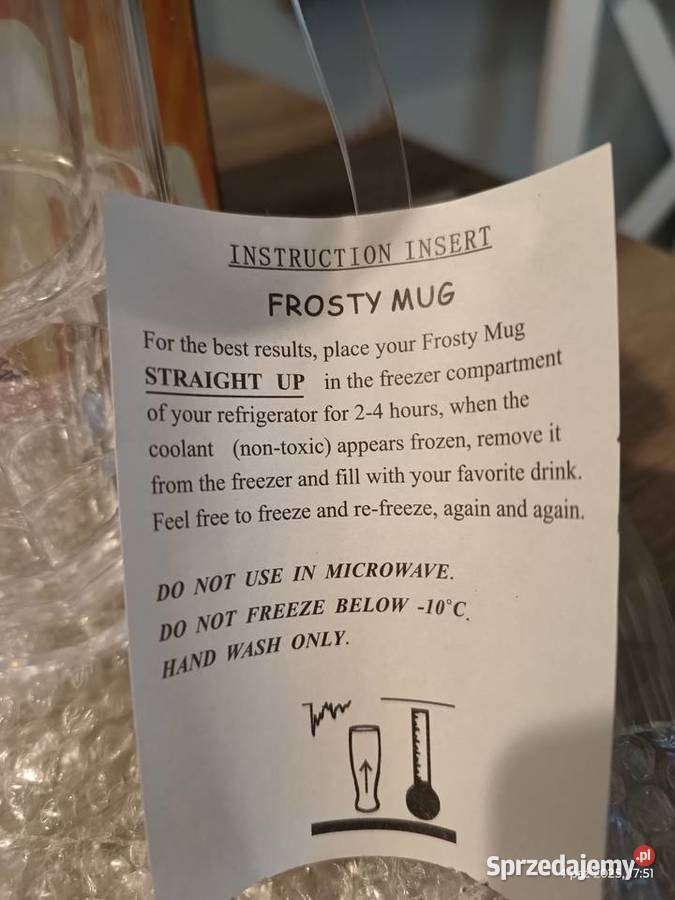 INSTRUCTION INSERT
FROSTY MUG
For the best results, place your Frosty Mug
STRAIGHT UP in the freezer compartment
of your refrigerator for 2-4 hours, when the
coolant (non-toxic) appears frozen, remove it
from the freezer and fill with your favorite drink.
Feel free to freeze and re-freeze, again and again.
DO NOT USE IN MICROWAVE.
DO NOT FREEZE BELOW -10°C.
HAND WASH ONLY.
Sprzedajemy.pl
2023, 17:51